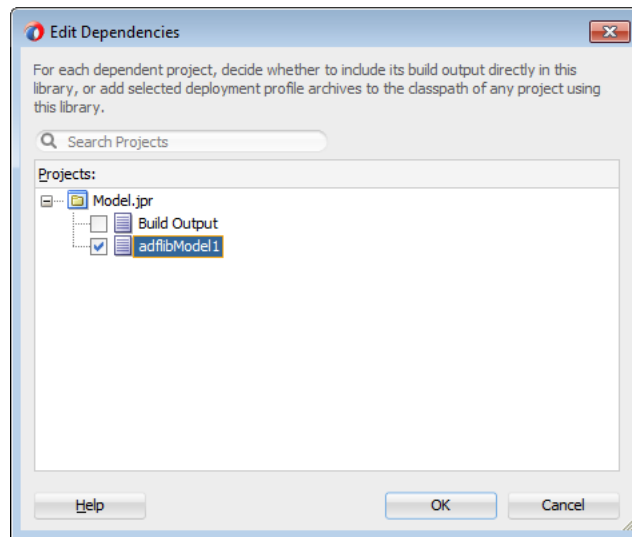 Edit Dependencies
For each dependent project, decide whether to include its build output directly in this
library, or add selected deployment profile archives to the classpath of any project using
this library.
Search Projects
Projects:
Model.jpr
Build Output
adflibModel1
Help
OK
Cancel